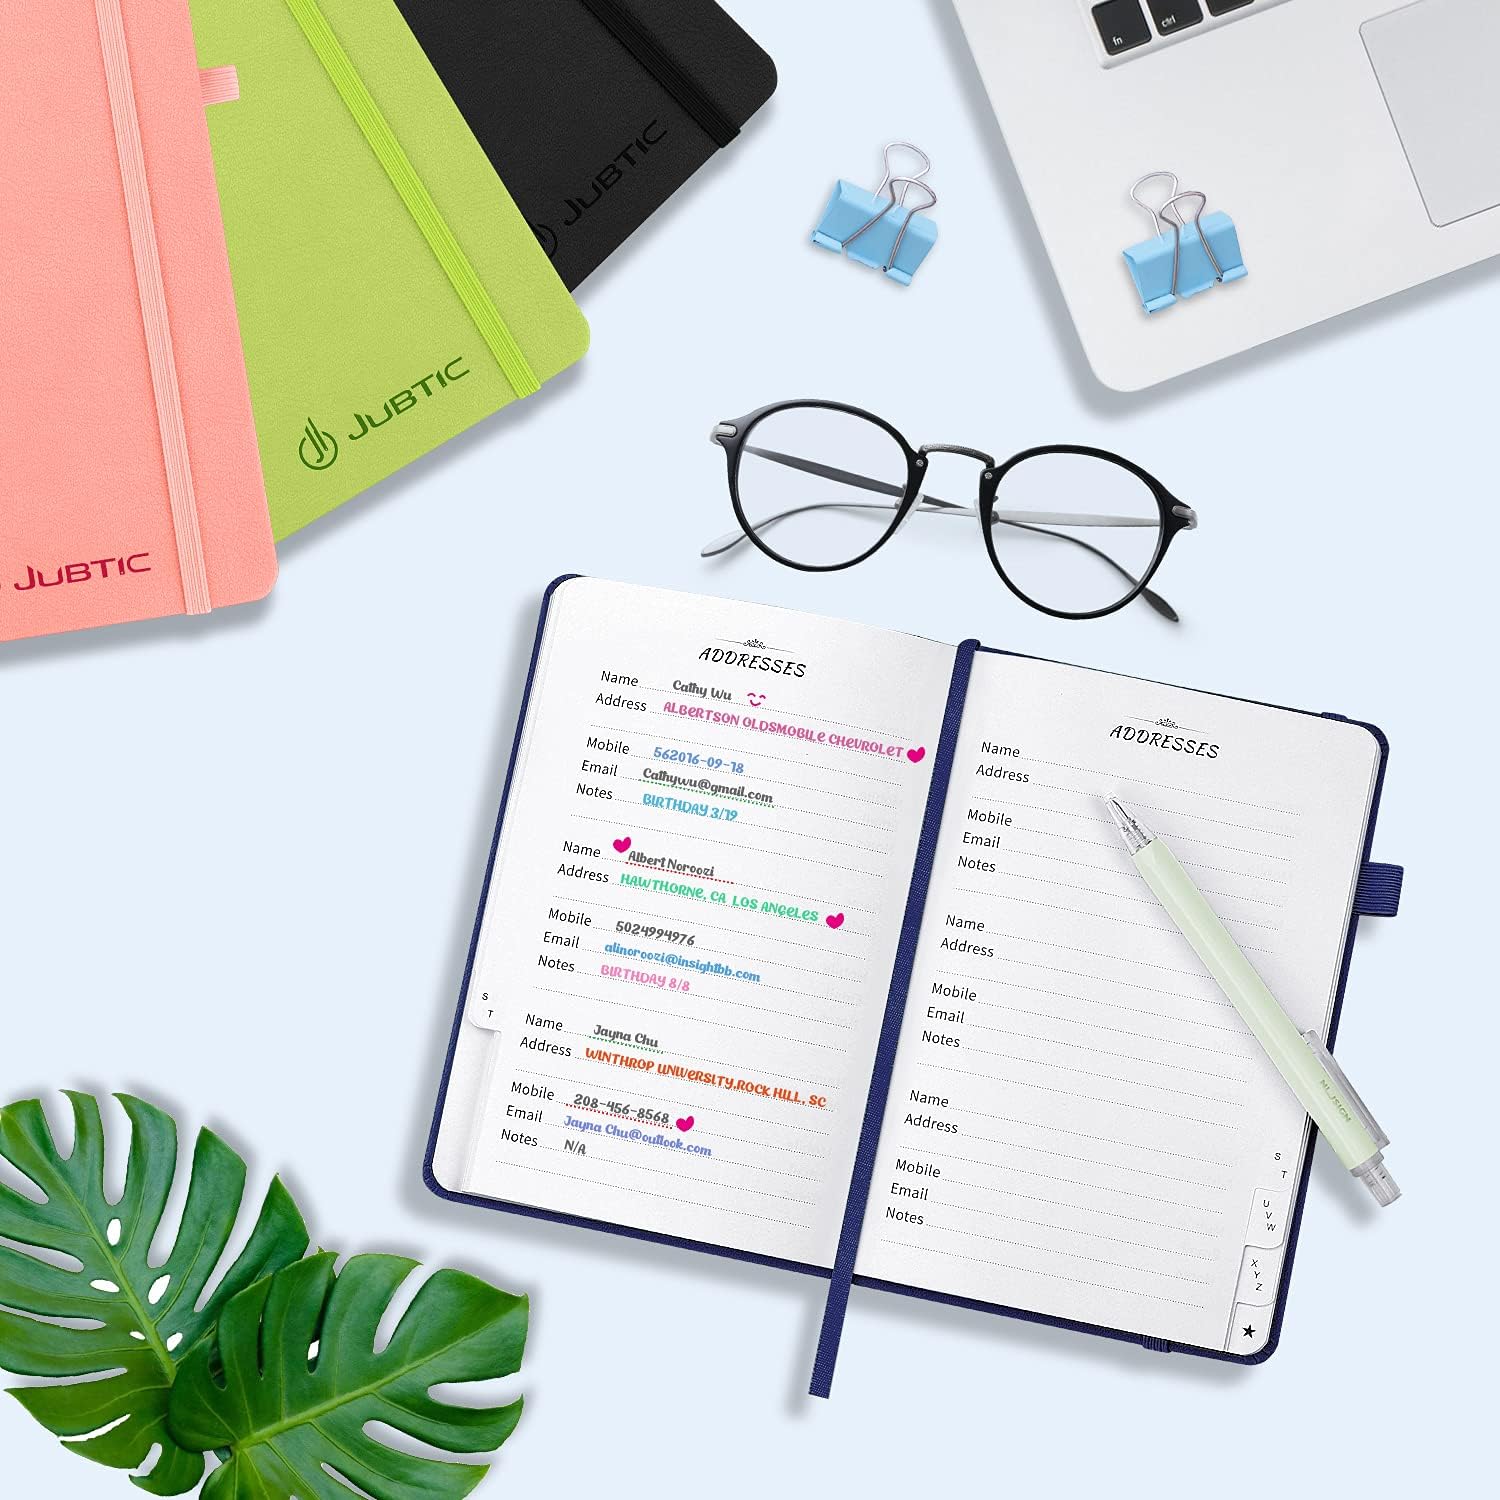 fn
ctrl
JUBTIC
JUBTIC
JUBTIC
ADDRESSES
Name Cathy Wu
Address ALBERTSON OLDSMOBILE CHEVROLET
Mobile 562016-09-18
Email Cathywu@gmail.com
Notes BIRTHDAY 3/19
Name Albert Noroozi
Address HAWTHORNE, CA LOS ANGELES
Mobile 5024994976
Email alinoroozi@insightbb.com
Notes BIRTHDAY 8/8
Name Jayna Chu
Address WINTHROP UNIVERSITY,ROCK HILL, SC
Mobile 208-456-8568
Email Jayna Chu@outlook.com
Notes N/A
S
T
ADDRESSES
Name
Address
Mobile
Email
Notes
Name
Address
Mobile
Email
Notes
Name
Address
Mobile
Email
Notes
S
T
U
V
W
X
Y
Z